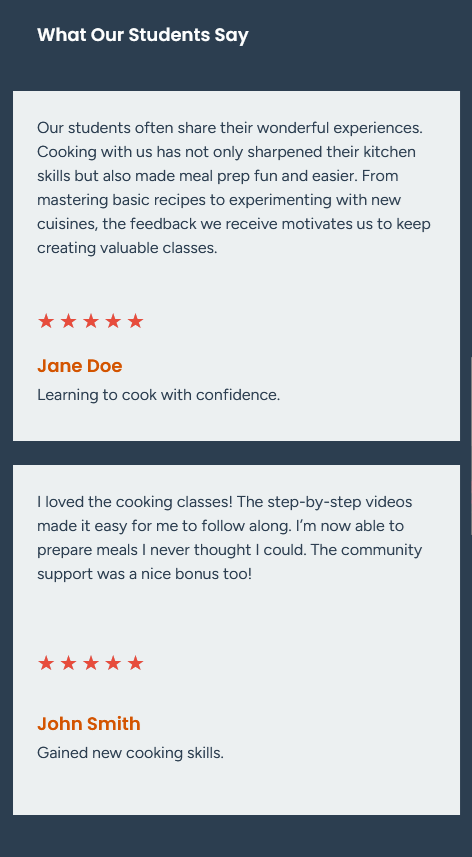 What Our Students Say
Our students often share their wonderful experiences.
Cooking with us has not only sharpened their kitchen
skills but also made meal prep fun and easier. From
mastering basic recipes to experimenting with new
cuisines, the feedback we receive motivates us to keep
creating valuable classes.
Jane Doe
Learning to cook with confidence.
I loved the cooking classes! The step-by-step videos
made it easy for me to follow along. I’m now able to
prepare meals I never thought I could. The community
support was a nice bonus too!
John Smith
Gained new cooking skills.